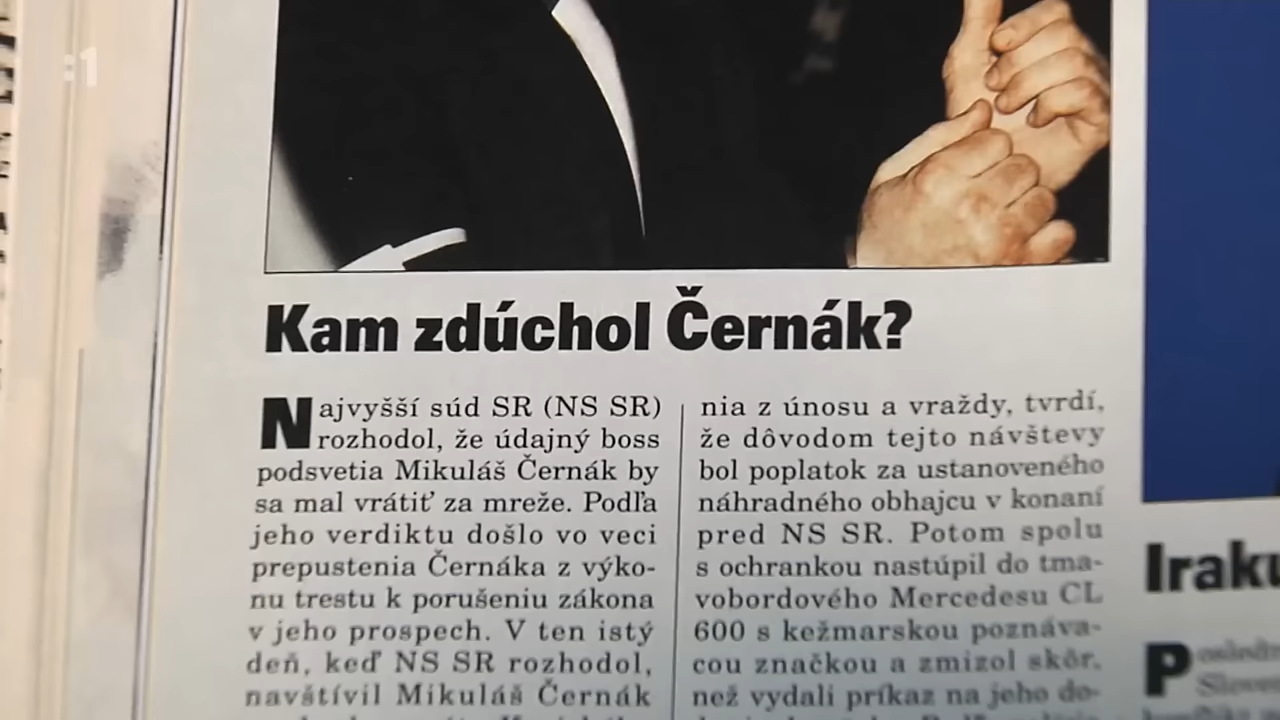 :1
Kam zdúchol Černák?
Najvyšší súd SR (NS SR)
rozhodol, že údajný boss
podsvetia Mikuláš Černák by
sa mal vrátiť za mreže. Podľa
jeho verdiktu došlo vo veci
prepustenia Černáka z výko-
nu trestu k porušeniu zákona
v jeho prospech. V ten istý
deň, keď NS SR rozhodol,
navštívil Mikuláš Černák
nia z únosu a vraždy, tvrdí,
že dôvodom tejto návštevy
bol poplatok za ustanoveného
náhradného obhajcu v konaní
pred NS SR. Potom spolu
s ochrankou nastúpil do tma-
vobordového Mercedesu CL
600 s kežmarskou poznáva-
cou značkou a zmizol skôr,
než vydali príkaz na jeho do-
Iraku